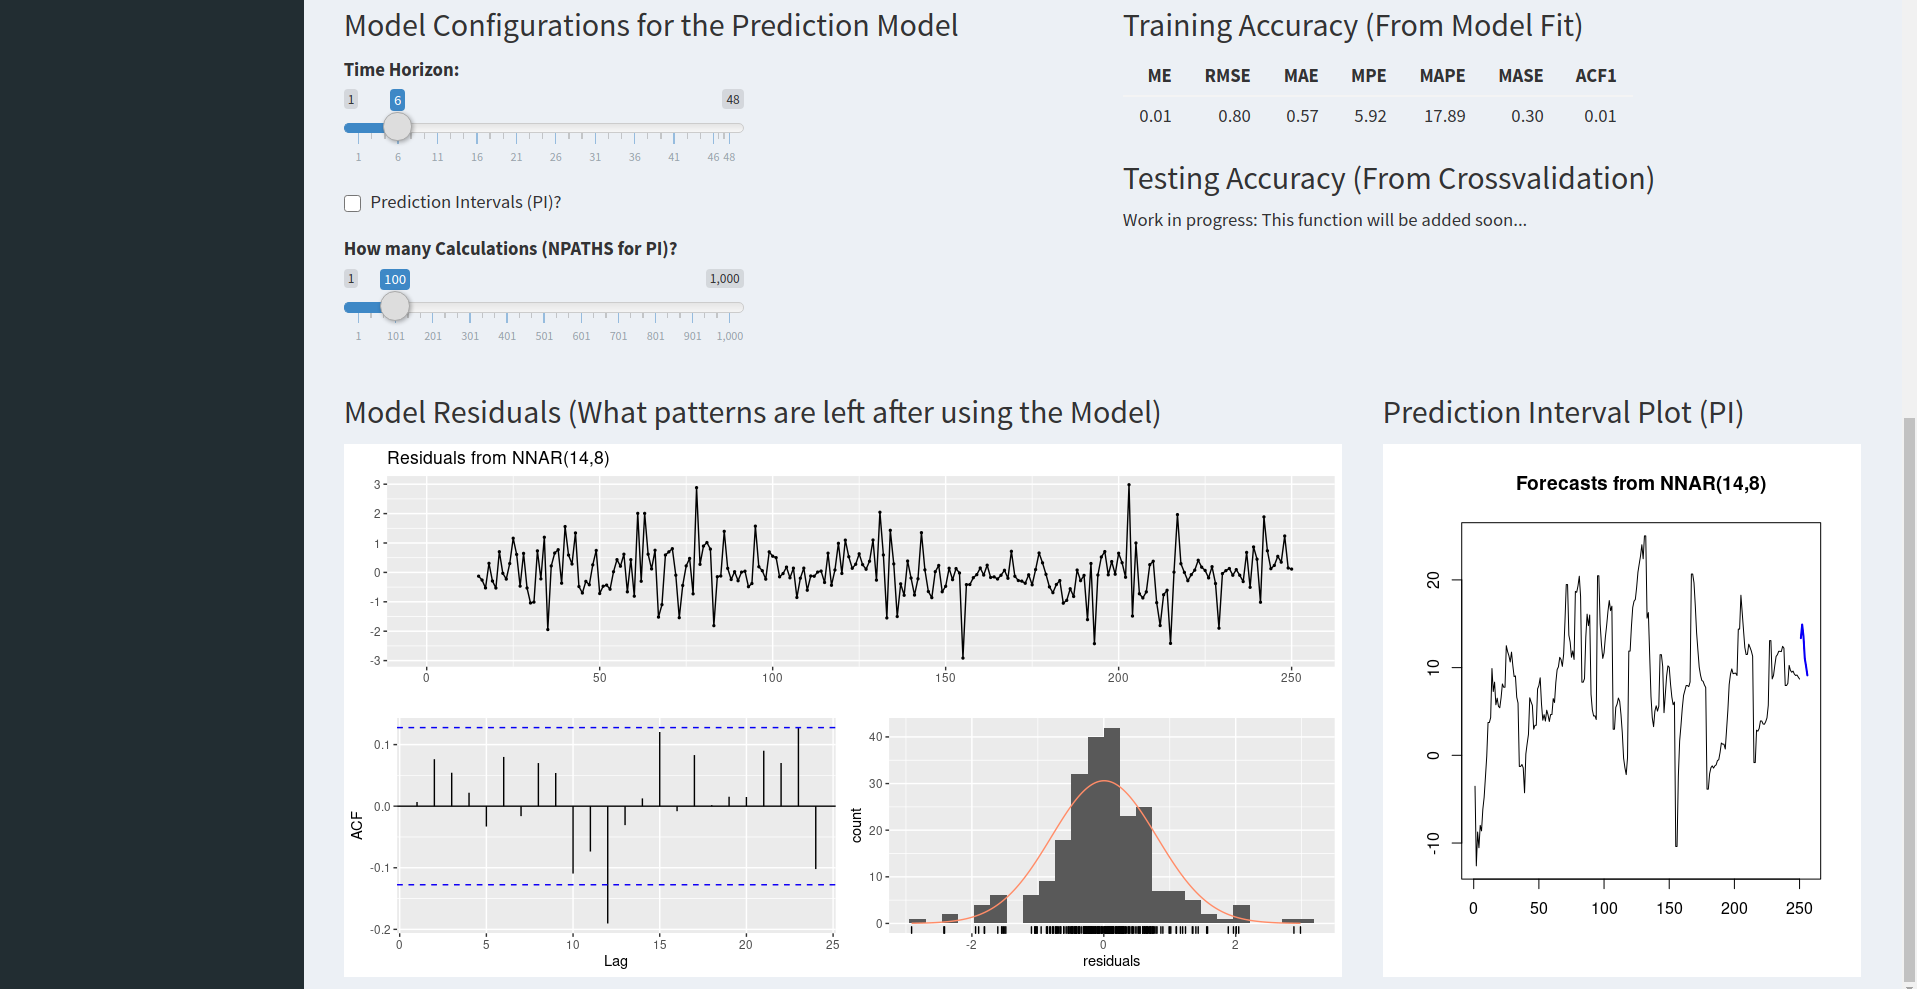 Model Configurations for the Prediction Model
Time Horizon:
1 6 48
1 6 11 16 21 26 31 36 41 46 48
Prediction Intervals (PI)?
How many Calculations (NPATHS for PI)?
1 100 1,000
1 101 201 301 401 501 601 701 801 901 1,000
Training Accuracy (From Model Fit)
ME RMSE MAE MPE MAPE MASE ACF1
0.01 0.80 0.57 5.92 17.89 0.30 0.01
Testing Accuracy (From Crossvalidation)
Work in progress: This function will be added soon...
Model Residuals (What patterns are left after using the Model)
Residuals from NNAR(14,8)
3
2
1
0
-1
-2
-3
0 50 100 150 200 250
ACF
0.1
0.0
-0.1
-0.2
0 5 10 15 20 25
Lag
count
40
30
20
10
0
-2 0 2
residuals
Prediction Interval Plot (PI)
Forecasts from NNAR(14,8)
20
10
0
-10
0 50 100 150 200 250